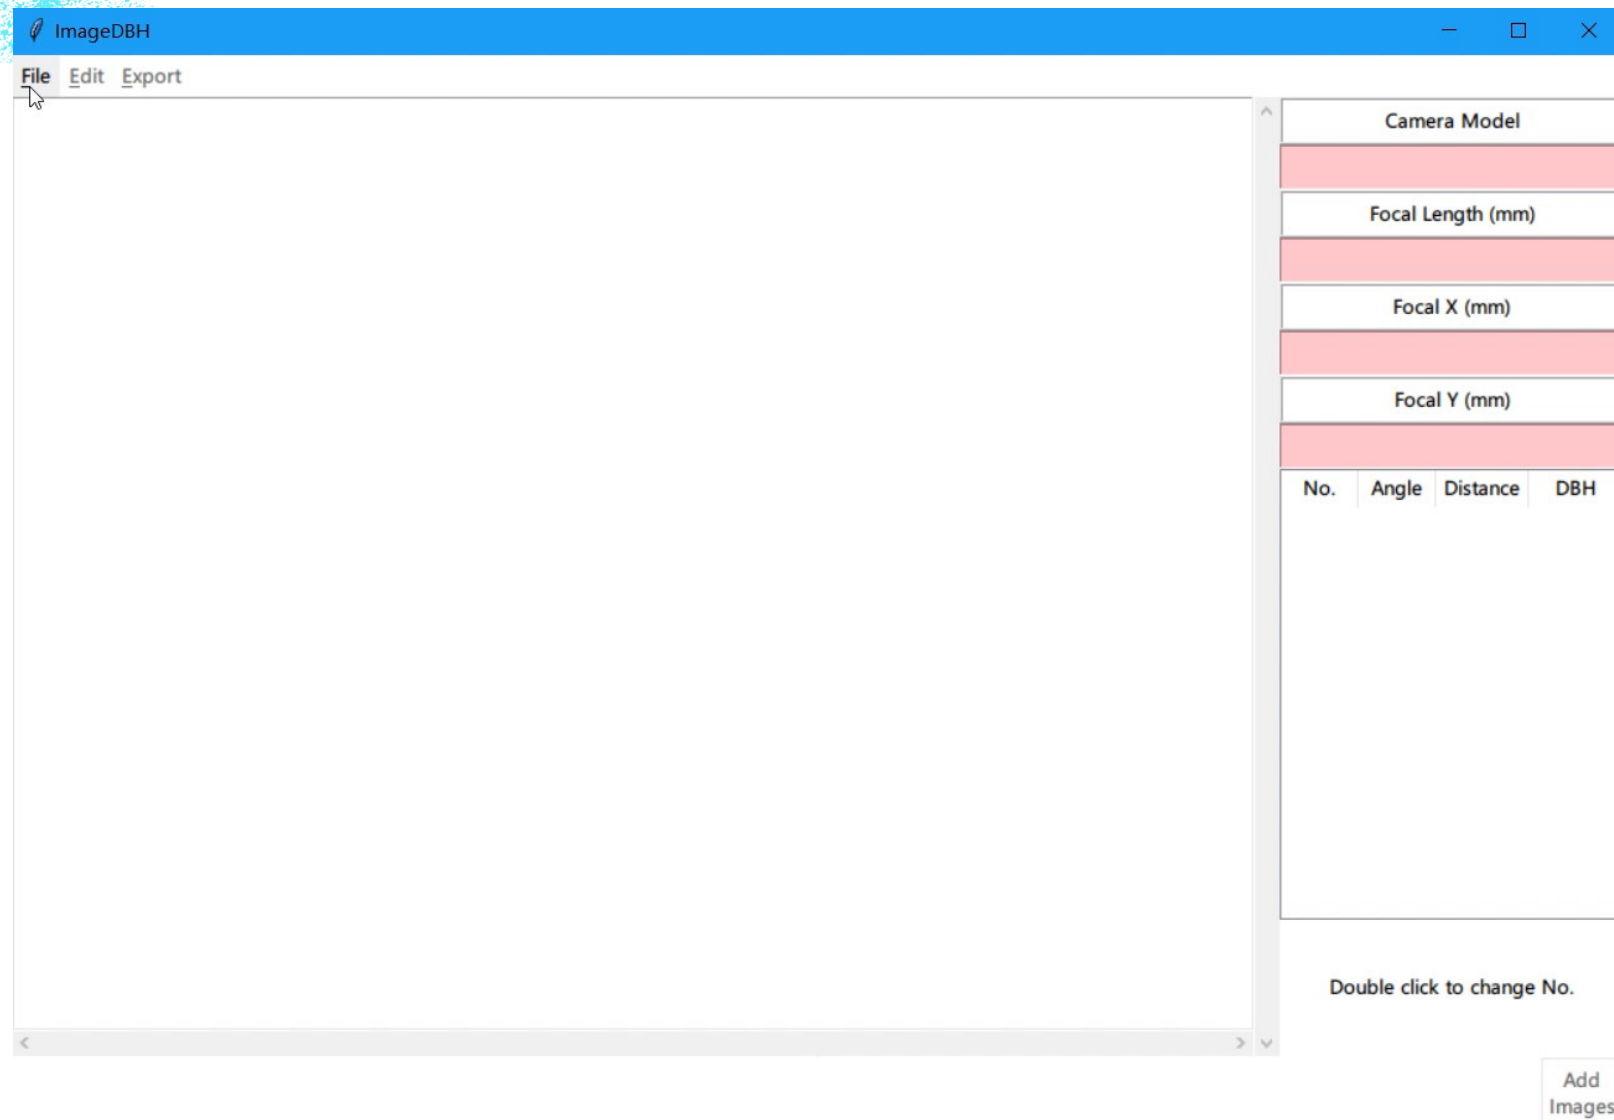 ImageDBH
File Edit Export
Camera Model
Focal Length (mm)
Focal X (mm)
Focal Y (mm)
No. Angle Distance DBH
Double click to change No.
Add
Images